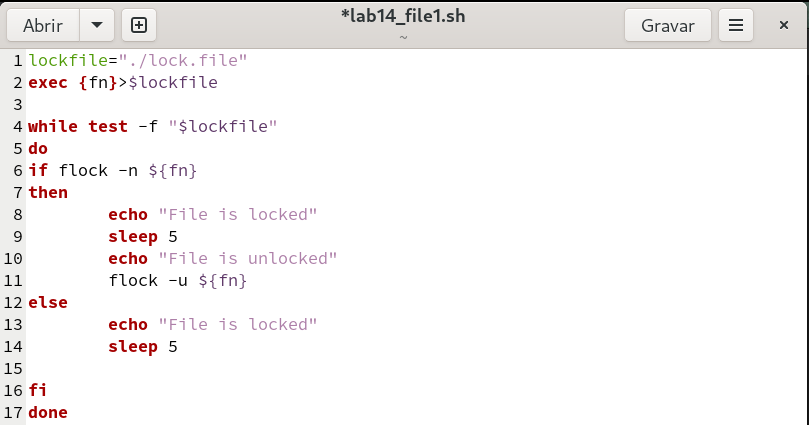 Abrir
*lab14_file1.sh
~
Gravar
1 lockfile="./lock.file"
2 exec {fn}>$lockfile
3
4 while test -f "$lockfile"
5 do
6 if flock -n ${fn}
7 then
8         echo "File is locked"
9         sleep 5
10         echo "File is unlocked"
11         flock -u ${fn}
12 else
13         echo "File is locked"
14         sleep 5
15
16 fi
17 done